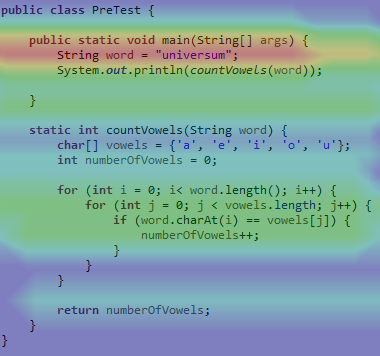 public class PreTest {
public static void main(String[] args) {
String word = "universum";
System.out.println(countVowels(word));
}
static int countVowels(String word) {
char[] vowels = {'a', 'e', 'i', 'o', 'u'};
int numberOfVowels = 0;
for (int i = 0; i< word.length(); i++) {
for (int j = 0; j < vowels.length; j++) {
if (word.charAt(i) == vowels[j]) {
numberOfVowels++;
}
}
}
return numberOfVowels;
}
}